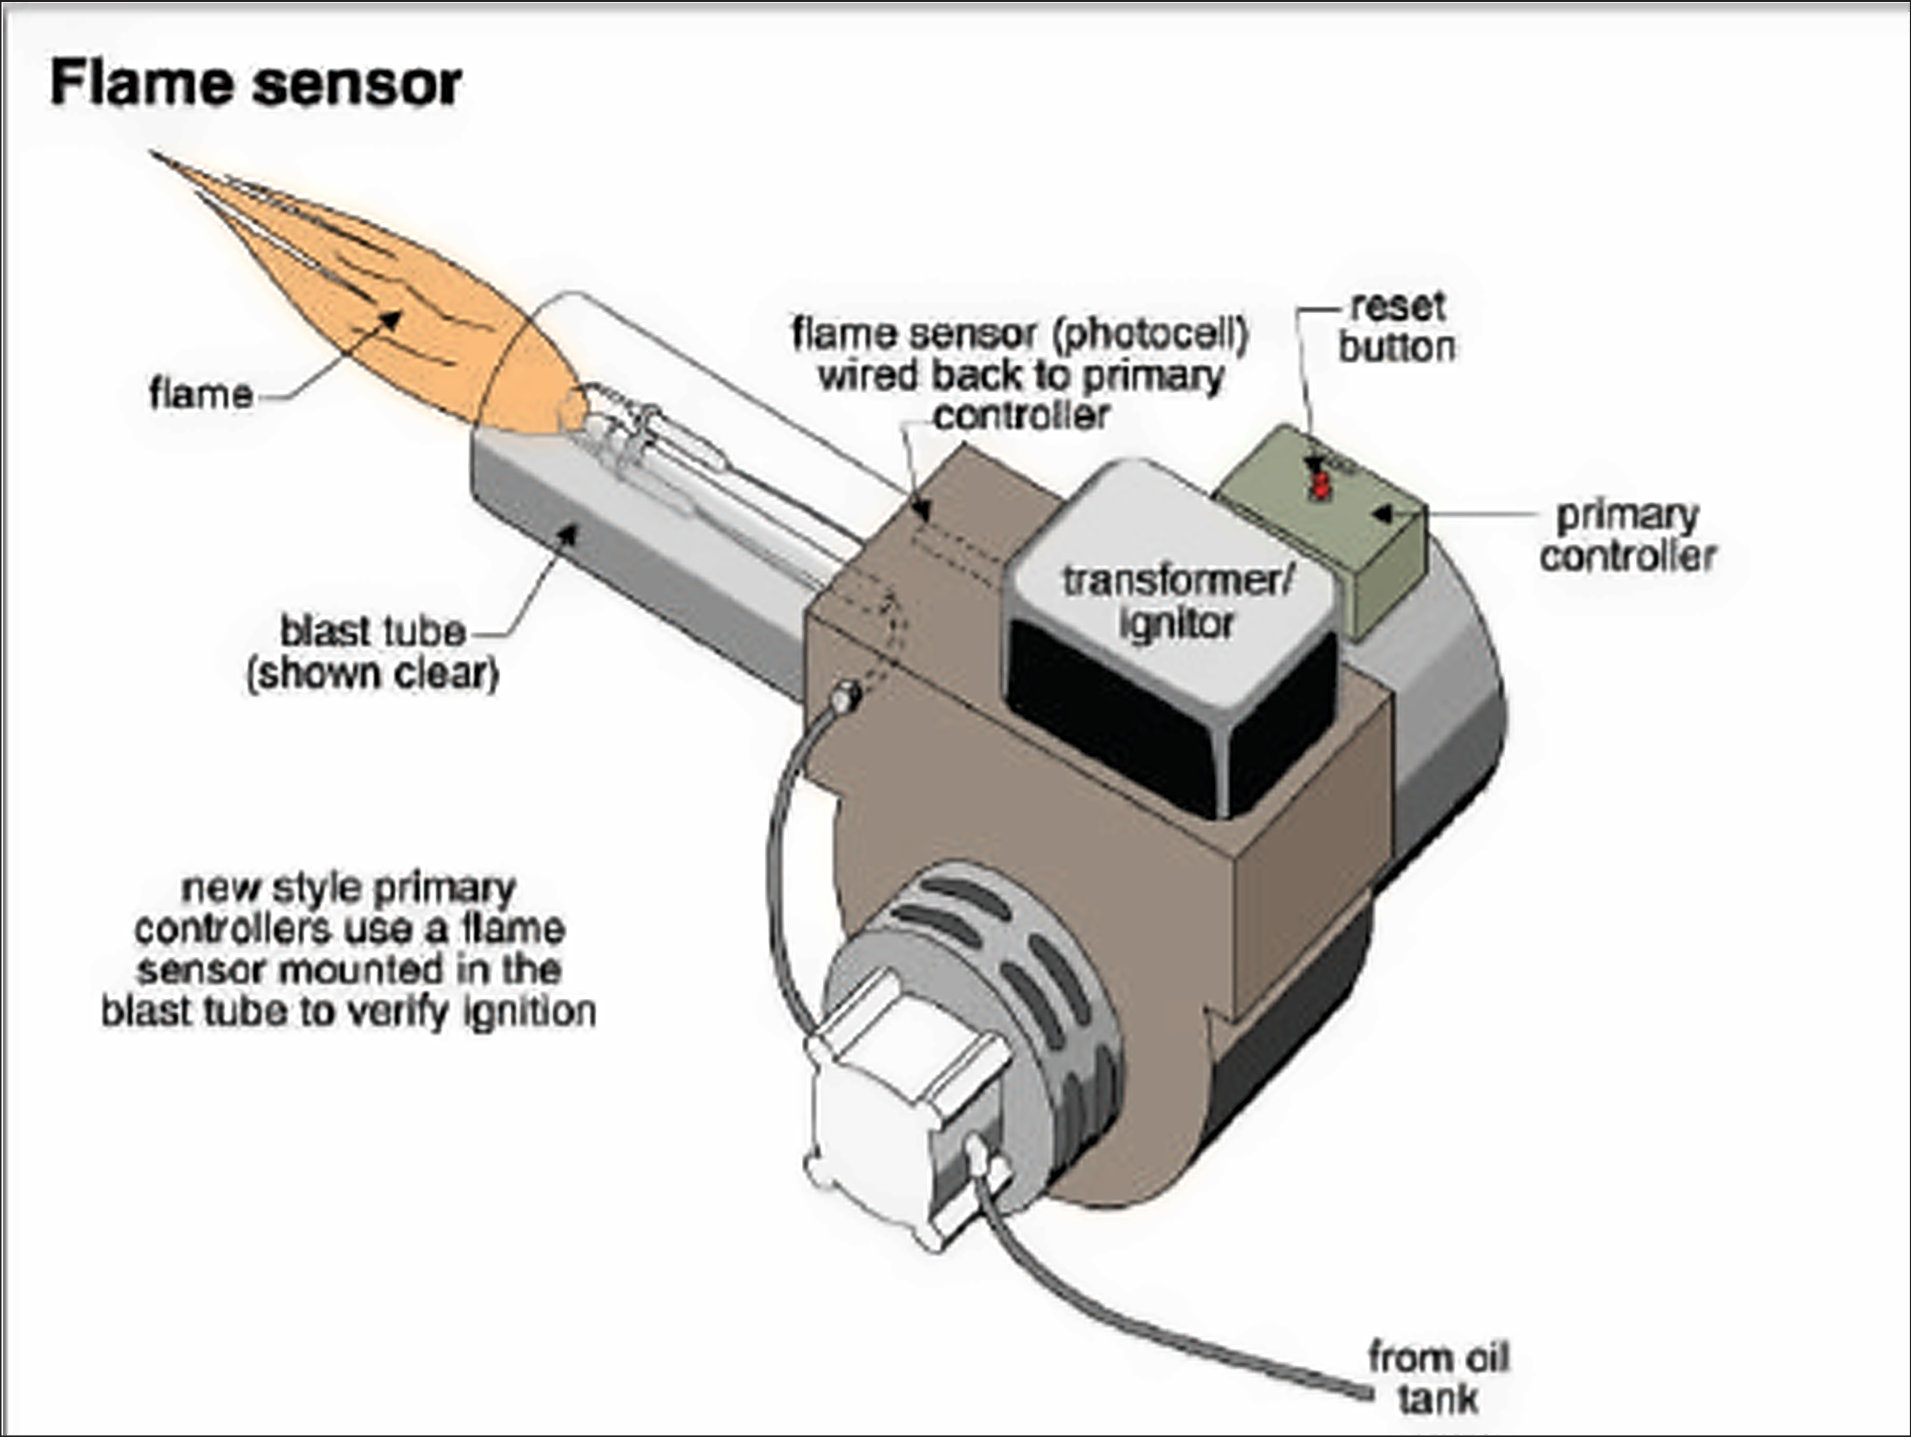 Flame sensor
flame sensor (photocell)
wired back to primary
controller
reset
button
flame
primary
controller
transformer/
ignitor
blast tube
(shown clear)
new style primary
controllers use a flame
sensor mounted in the
blast tube to verify ignition
from oil
tank